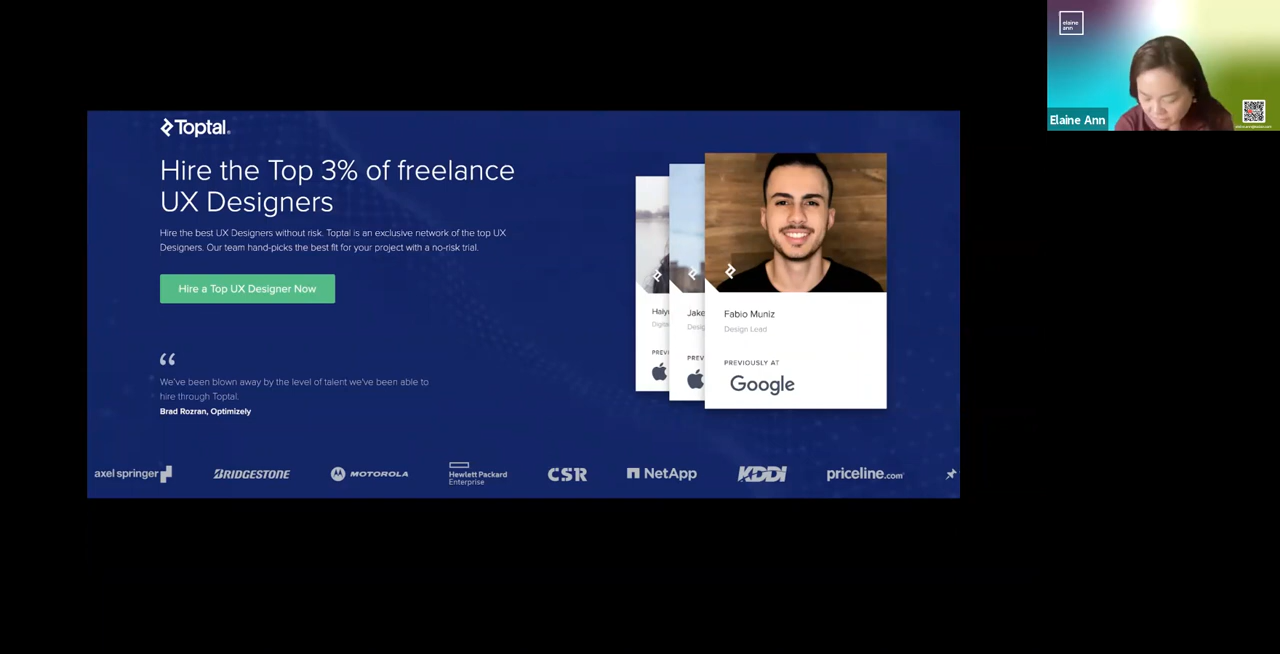 Toptal
Hire the Top 3% of freelance
UX Designers
Hire the best UX Designers without risk. Toptal is an exclusive network of the top UX
Designers. Our team hand-picks the best fit for your project with a no-risk trial.
Hire a Top UX Designer Now
“
We've been blown away by the level of talent we've been able to
hire through Toptal.
Brad Rozran, Optimizely
Jake
Fabio Muniz
Design Lead
PREVIOUSLY AT
Google
axel springer
BRIDGESTONE
MOTOROLA
Hewlett Packard
Enterprise
CSR
NetApp
KDDI
priceline.com
elaine
ann
Elaine Ann